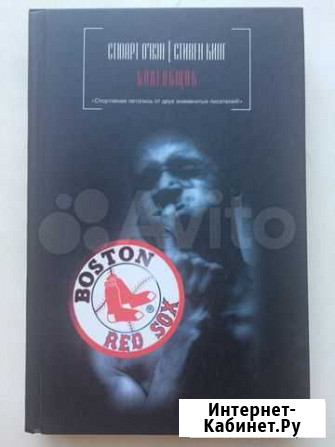 СТЮАРТ О'НЭН | СТИВЕН КИНГ
БОЛЕЛЬЩИК
«Спортивная летопись от двух знаменитых писателей!»
BOSTON
RED SOX
Avito
Интернет-
Кабинет.Ру